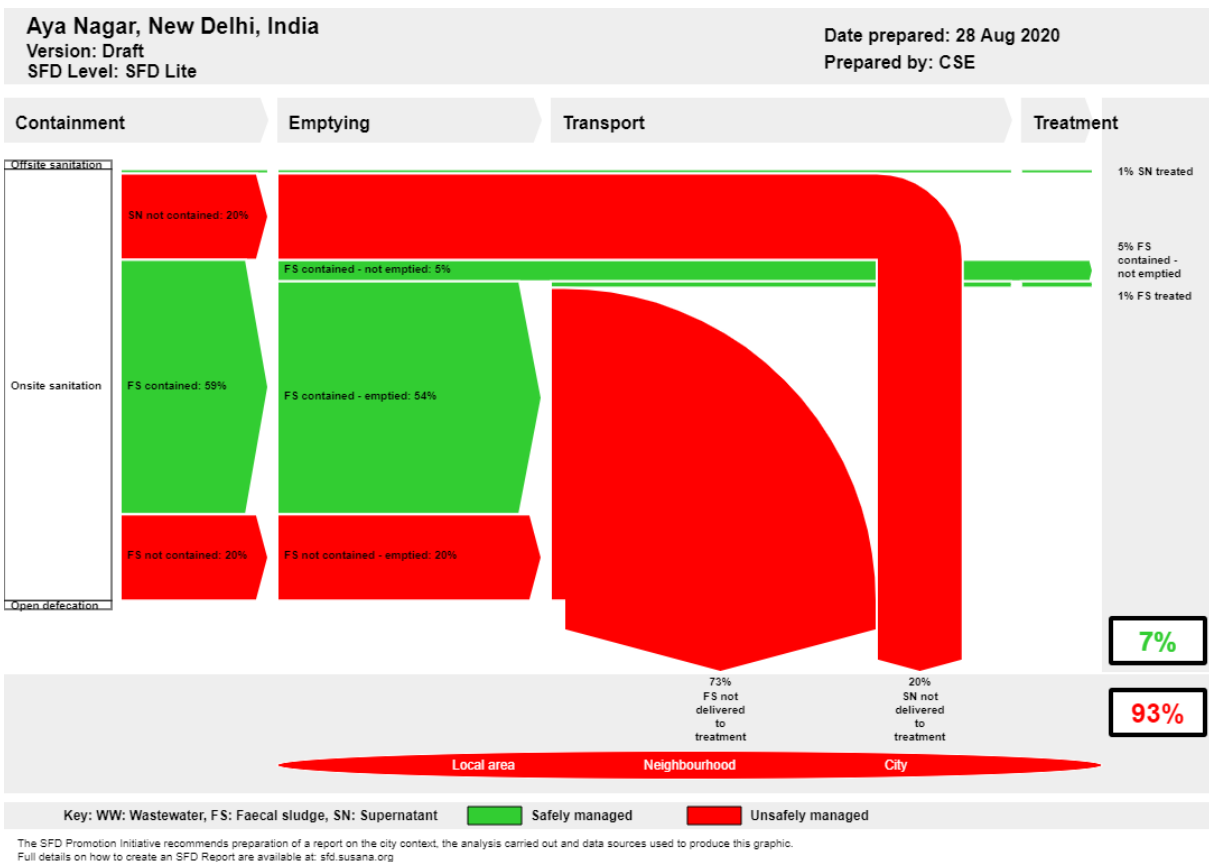 Aya Nagar, New Delhi, India
Version: Draft
SFD Level: SFD Lite
Date prepared: 28 Aug 2020
Prepared by: CSE
Containment
Emptying
Transport
Treatment
Offsite sanitation
1% SN treated
SN not contained: 20%
5% FS
contained -
not emptied
FS contained - not emptied: 5%
1% FS treated
Onsite sanitation
FS contained: 59%
FS contained - emptied: 54%
FS not contained: 20%
FS not contained - emptied: 20%
Open defecation
7%
73%
FS not
delivered
to
treatment
20%
SN not
delivered
to
treatment
93%
Local area
Neighbourhood
City
Key: WW: Wastewater, FS: Faecal sludge, SN: Supernatant
Safely managed
Unsafely managed
The SFD Promotion Initiative recommends preparation of a report on the city context, the analysis carried out and data sources used to produce this graphic.
Full details on how to create an SFD Report are available at: sfd.susana.org